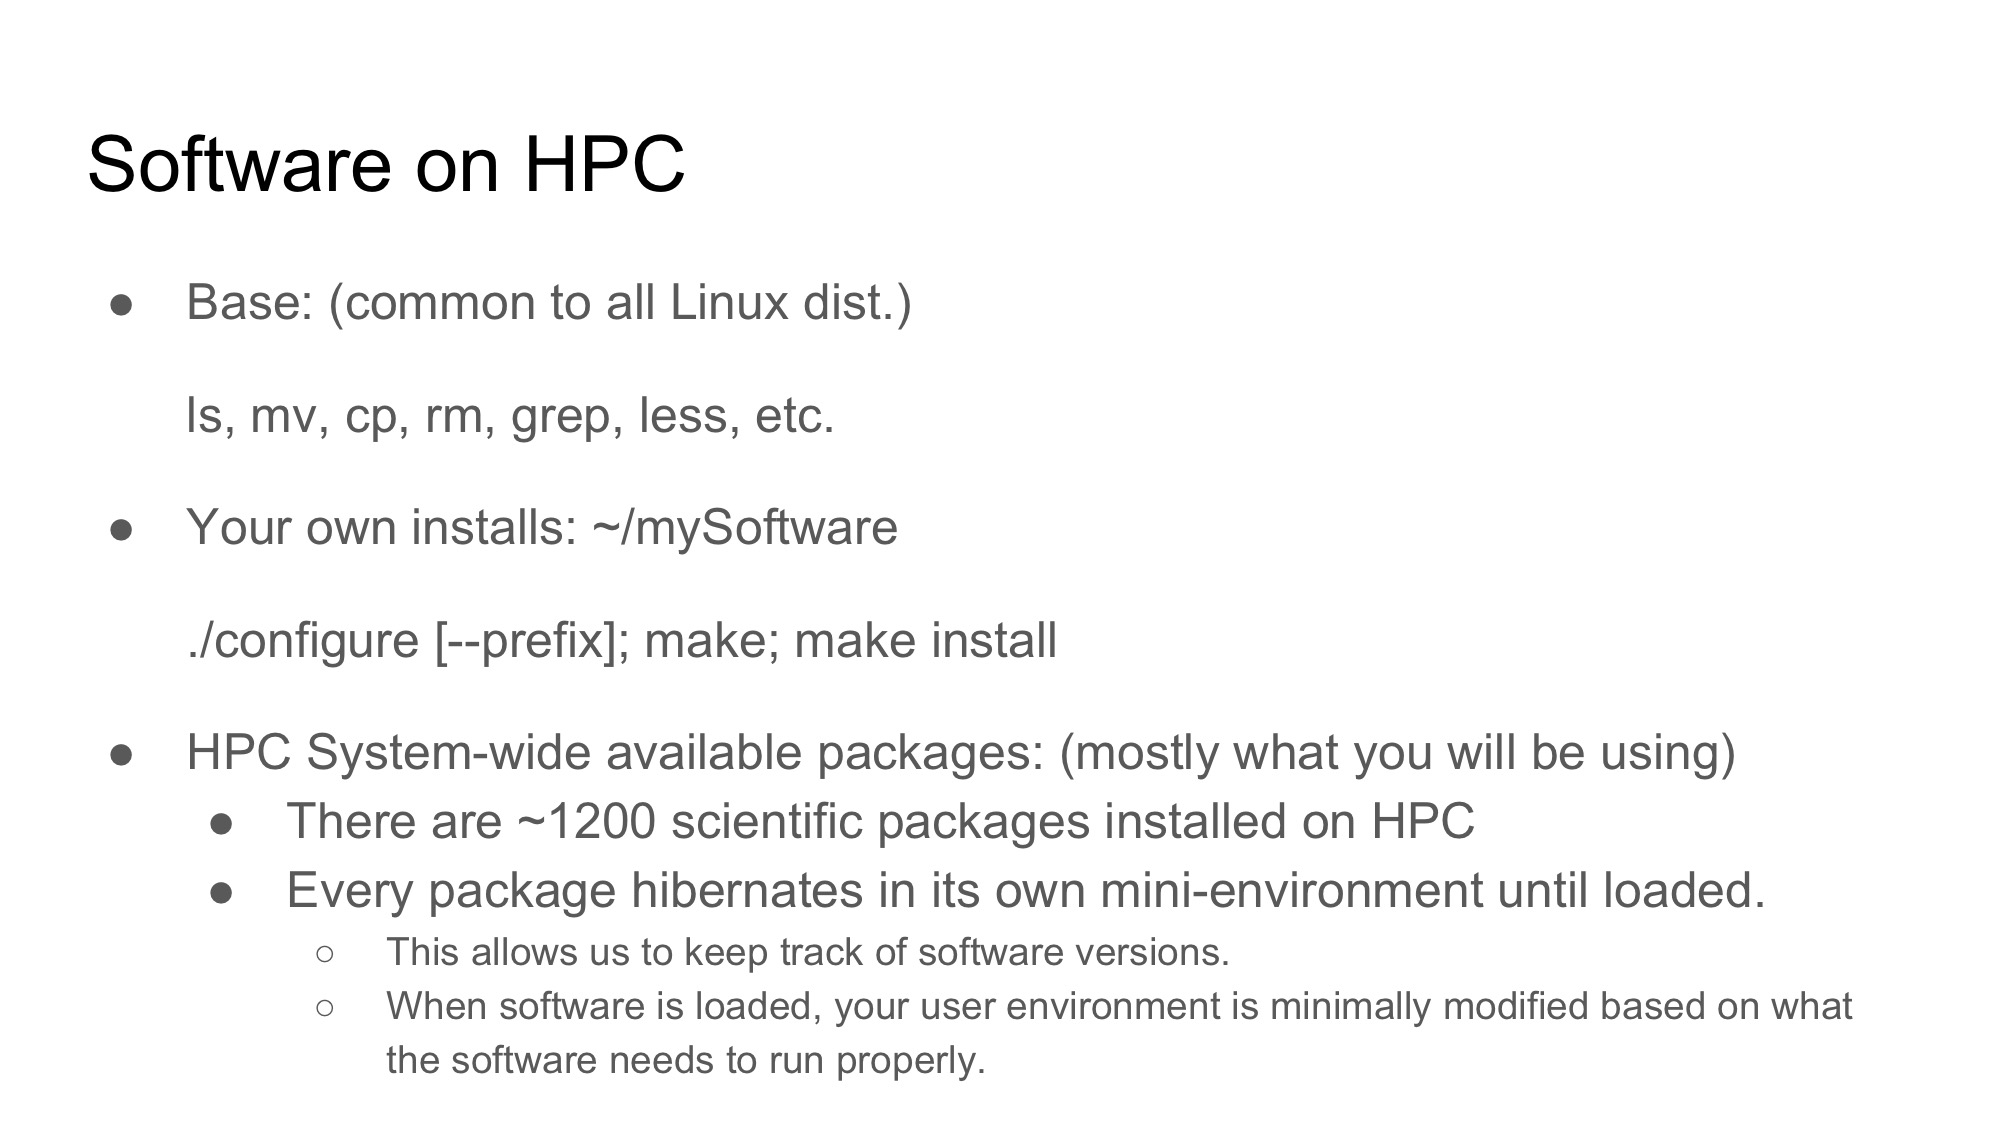 Software on HPC
● Base: (common to all Linux dist.)
ls, mv, cp, rm, grep, less, etc.
● Your own installs: ~/mySoftware
./configure [--prefix]; make; make install
● HPC System-wide available packages: (mostly what you will be using)
● There are ~1200 scientific packages installed on HPC
● Every package hibernates in its own mini-environment until loaded.
○ This allows us to keep track of software versions.
○ When software is loaded, your user environment is minimally modified based on what
the software needs to run properly.